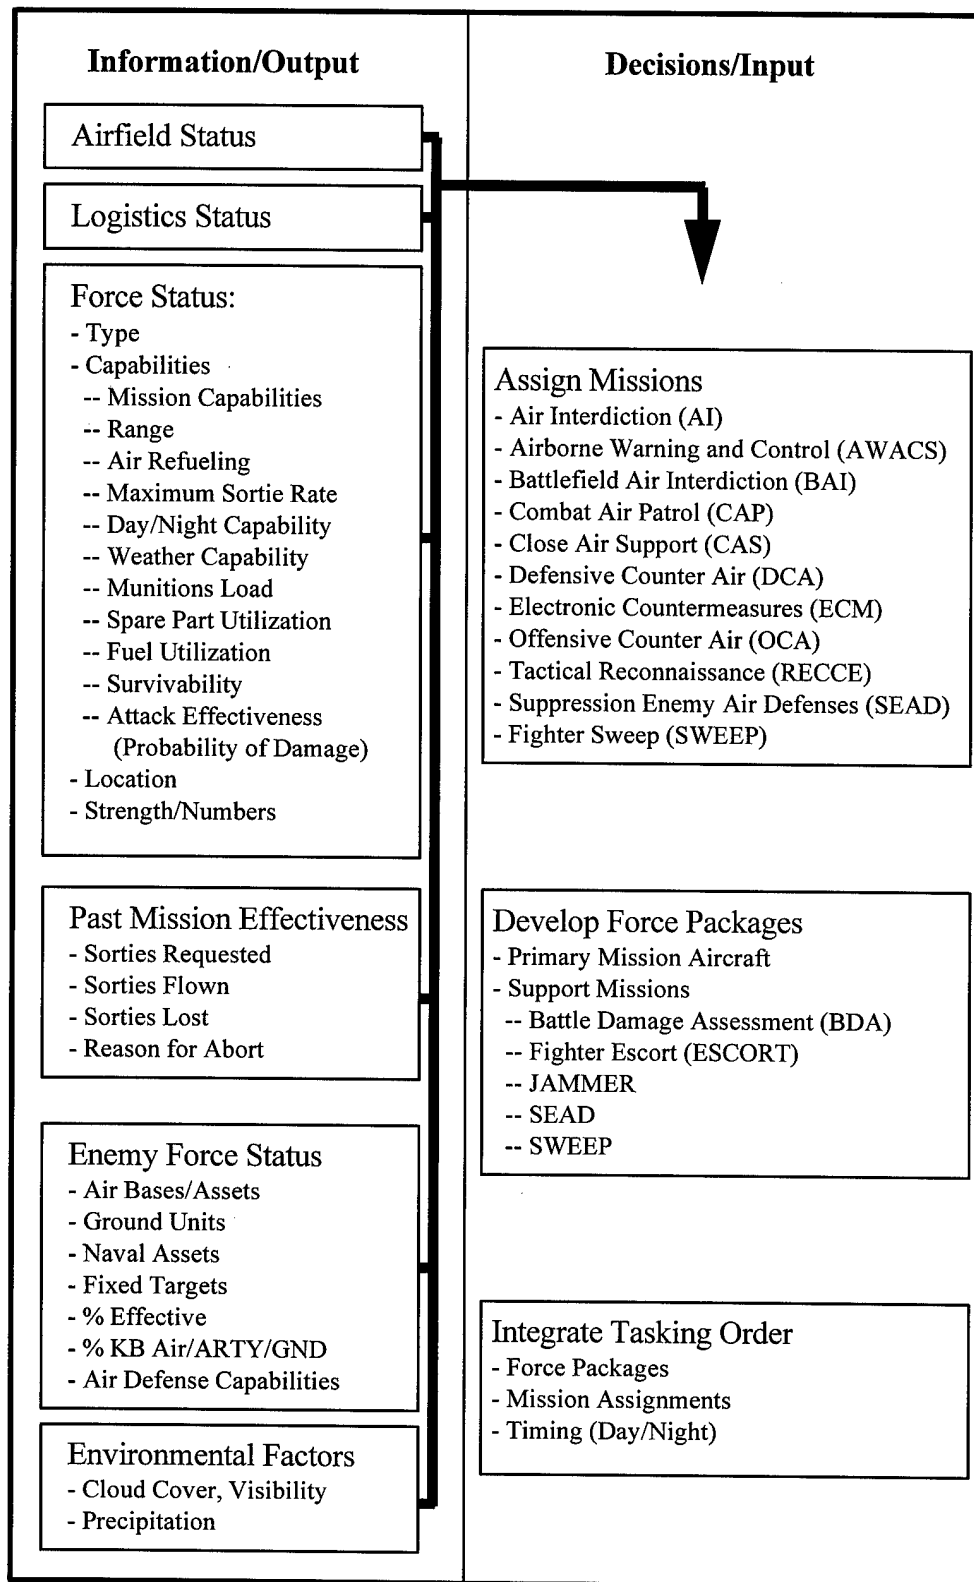 Information/Output
Airfield Status
Logistics Status
Force Status:
- Type
- Capabilities
-- Mission Capabilities
-- Range
-- Air Refueling
-- Maximum Sortie Rate
-- Day/Night Capability
-- Weather Capability
-- Munitions Load
-- Spare Part Utilization
-- Fuel Utilization
-- Survivability
-- Attack Effectiveness
(Probability of Damage)
- Location
- Strength/Numbers
Past Mission Effectiveness
- Sorties Requested
- Sorties Flown
- Sorties Lost
- Reason for Abort
Enemy Force Status
- Air Bases/Assets
- Ground Units
- Naval Assets
- Fixed Targets
- % Effective
- % KB Air/ARTY/GND
- Air Defense Capabilities
Environmental Factors
- Cloud Cover, Visibility
- Precipitation
Decisions/Input
Assign Missions
- Air Interdiction (AI)
- Airborne Warning and Control (AWACS)
- Battlefield Air Interdiction (BAI)
- Combat Air Patrol (CAP)
- Close Air Support (CAS)
- Defensive Counter Air (DCA)
- Electronic Countermeasures (ECM)
- Offensive Counter Air (OCA)
- Tactical Reconnaissance (RECCE)
- Suppression Enemy Air Defenses (SEAD)
- Fighter Sweep (SWEEP)
Develop Force Packages
- Primary Mission Aircraft
- Support Missions
-- Battle Damage Assessment (BDA)
-- Fighter Escort (ESCORT)
-- JAMMER
-- SEAD
-- SWEEP
Integrate Tasking Order
- Force Packages
- Mission Assignments
- Timing (Day/Night)